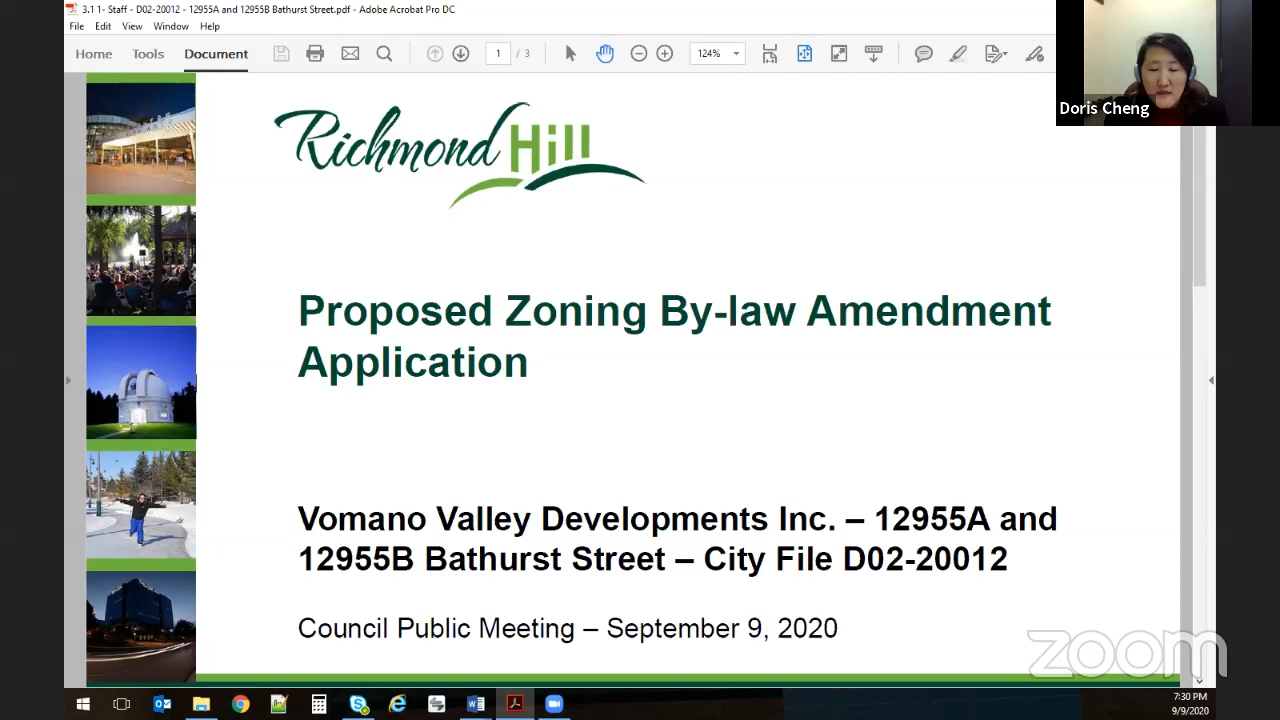 3.1 1- Staff - D02-20012 - 12955A and 12955B Bathurst Street.pdf - Adobe Acrobat Pro DC
File Edit View Window Help
Home Tools Document 1 / 3 124%
Doris Cheng
Richmond Hill
Proposed Zoning By-law Amendment
Application
Vomano Valley Developments Inc. – 12955A and
12955B Bathurst Street – City File D02-20012
Council Public Meeting – September 9, 2020
zoom
7:30 PM
9/9/2020